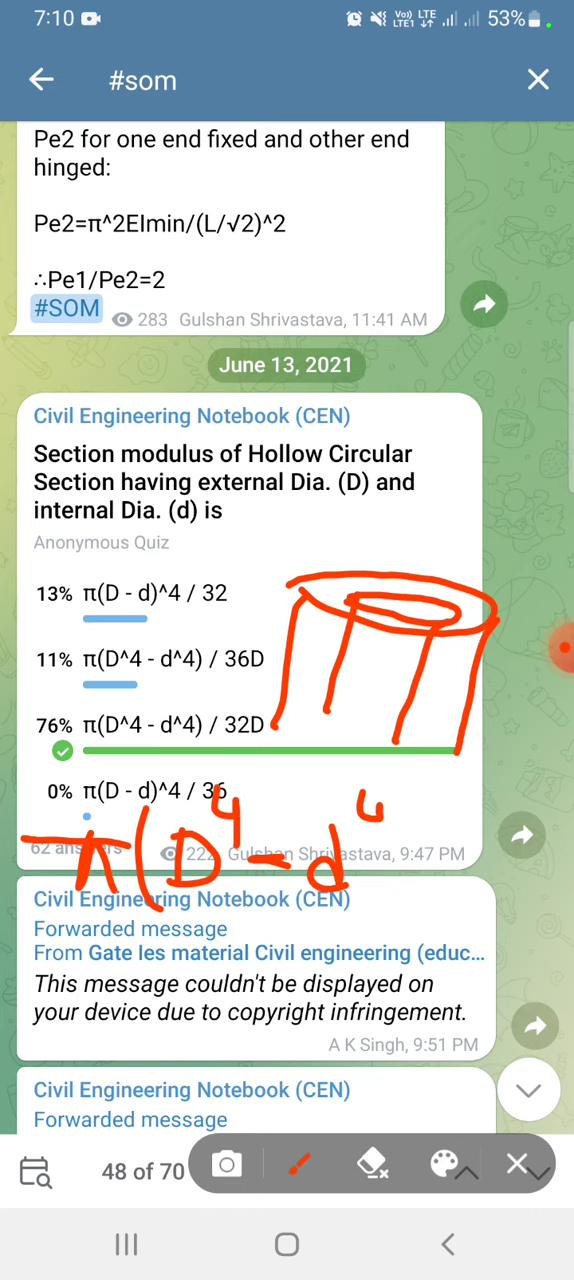 7:10
Vo)) LTE
LTE1 ↓↑
53%
#som
Pe2 for one end fixed and other end
hinged:
Pe2=π^2EImin/(L/√2)^2
∴Pe1/Pe2=2
#SOM
283 Gulshan Shrivastava, 11:41 AM
June 13, 2021
Civil Engineering Notebook (CEN)
Section modulus of Hollow Circular
Section having external Dia. (D) and
internal Dia. (d) is
Anonymous Quiz
13% π(D - d)^4 / 32
11% π(D^4 - d^4) / 36D
76% π(D^4 - d^4) / 32D
0% π(D - d)^4 / 36
π(D⁴-d⁴
62 answers
222 Gulshan Shrivastava, 9:47 PM
Civil Engineering Notebook (CEN)
Forwarded message
From Gate Ies material Civil engineering (educ...
This message couldn't be displayed on
your device due to copyright infringement.
A K Singh, 9:51 PM
Civil Engineering Notebook (CEN)
Forwarded message
48 of 70